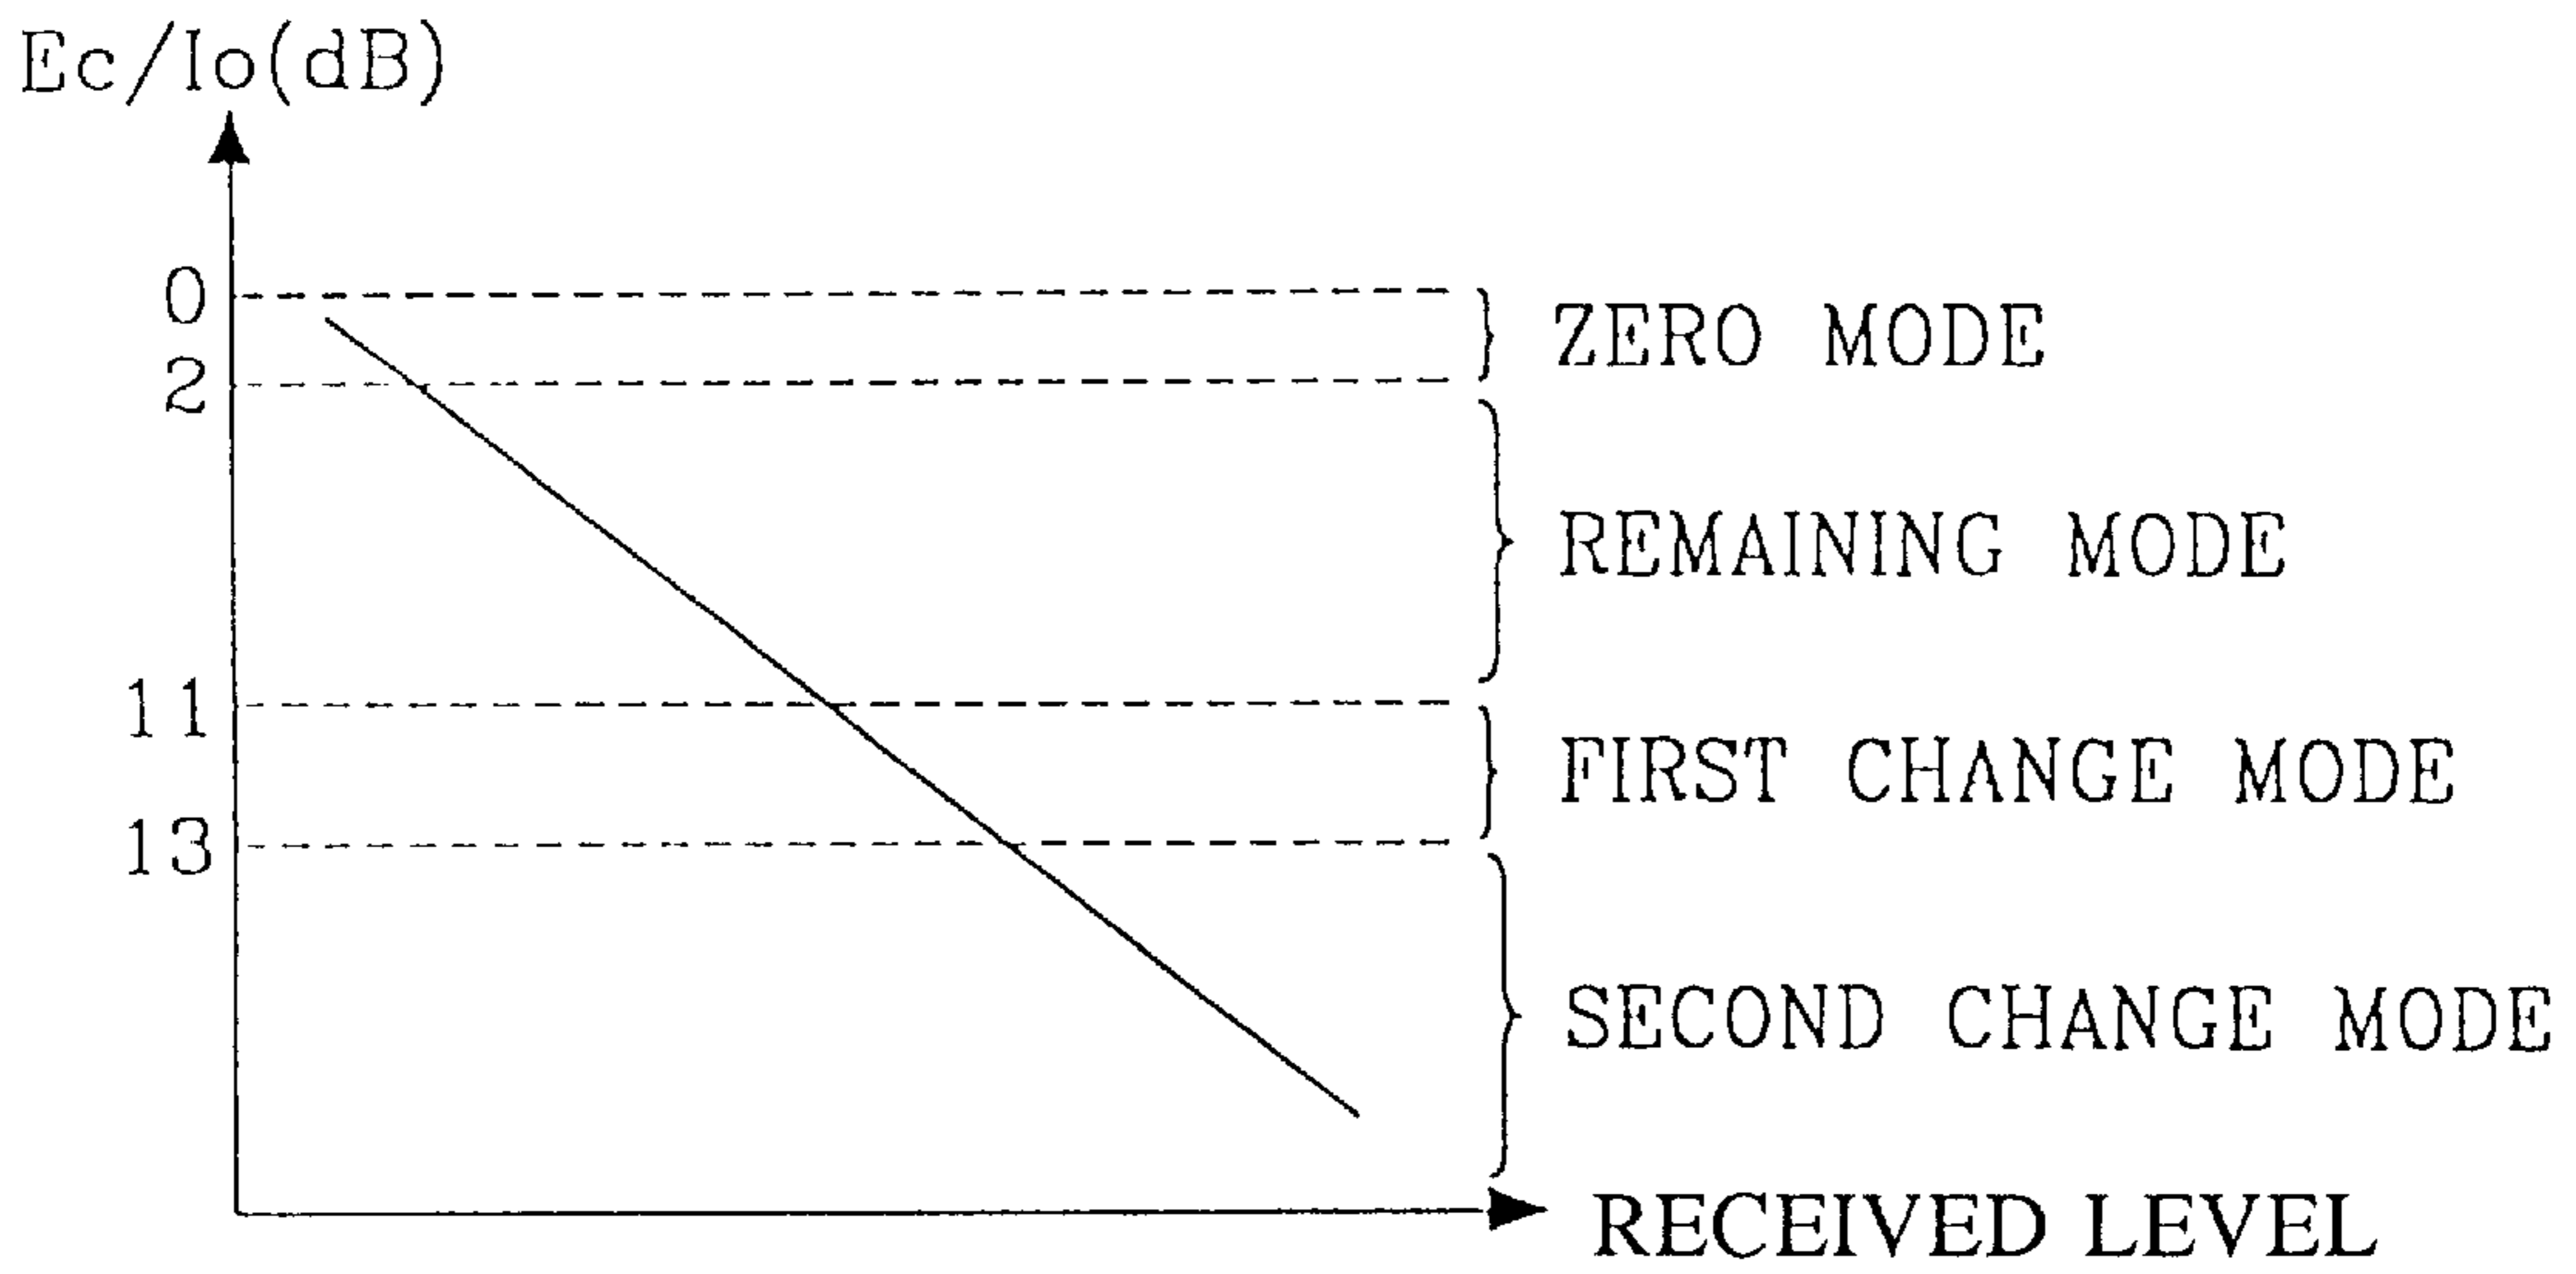 Ec/Io(dB)
0
ZERO MODE
2
REMAINING MODE
11
FIRST CHANGE MODE
13
SECOND CHANGE MODE
RECEIVED LEVEL